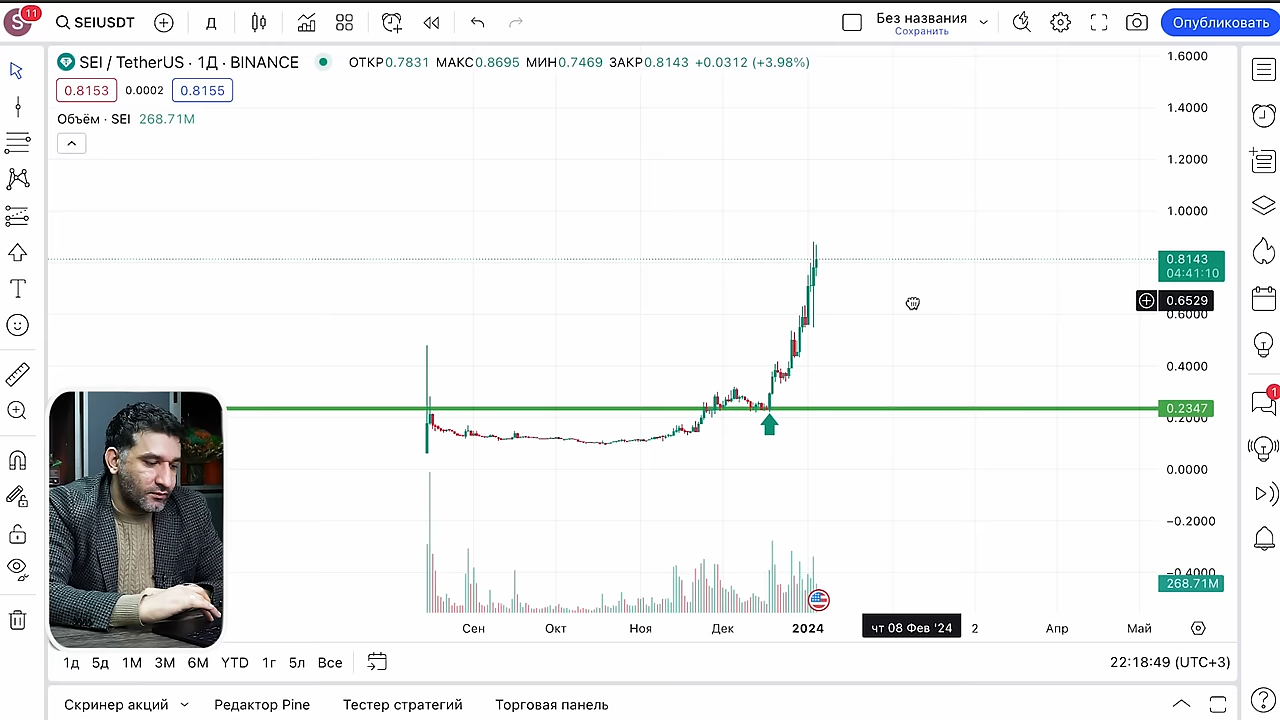 S 11 SEIUSDT Д Без названия Сохранить Опубликовать
SEI / TetherUS · 1Д · BINANCE ОТКР0.7831 МАКС0.8695 МИН0.7469 ЗАКР0.8143 +0.0312 (+3.98%)
0.8153 0.0002 0.8155
Объём · SEI 268.71M
1.6000
1.4000
1.2000
1.0000
0.8143
04:41:10
0.6529
0.6000
0.4000
0.2347
0.2000
0.0000
−0.2000
−0.4000
268.71M
1
Сен Окт Ноя Дек 2024 чт 08 Фев '24 2 Апр Май
1д 5д 1М 3М 6М YTD 1г 5л Все 22:18:49 (UTC+3)
Скринер акций Редактор Pine Тестер стратегий Торговая панель